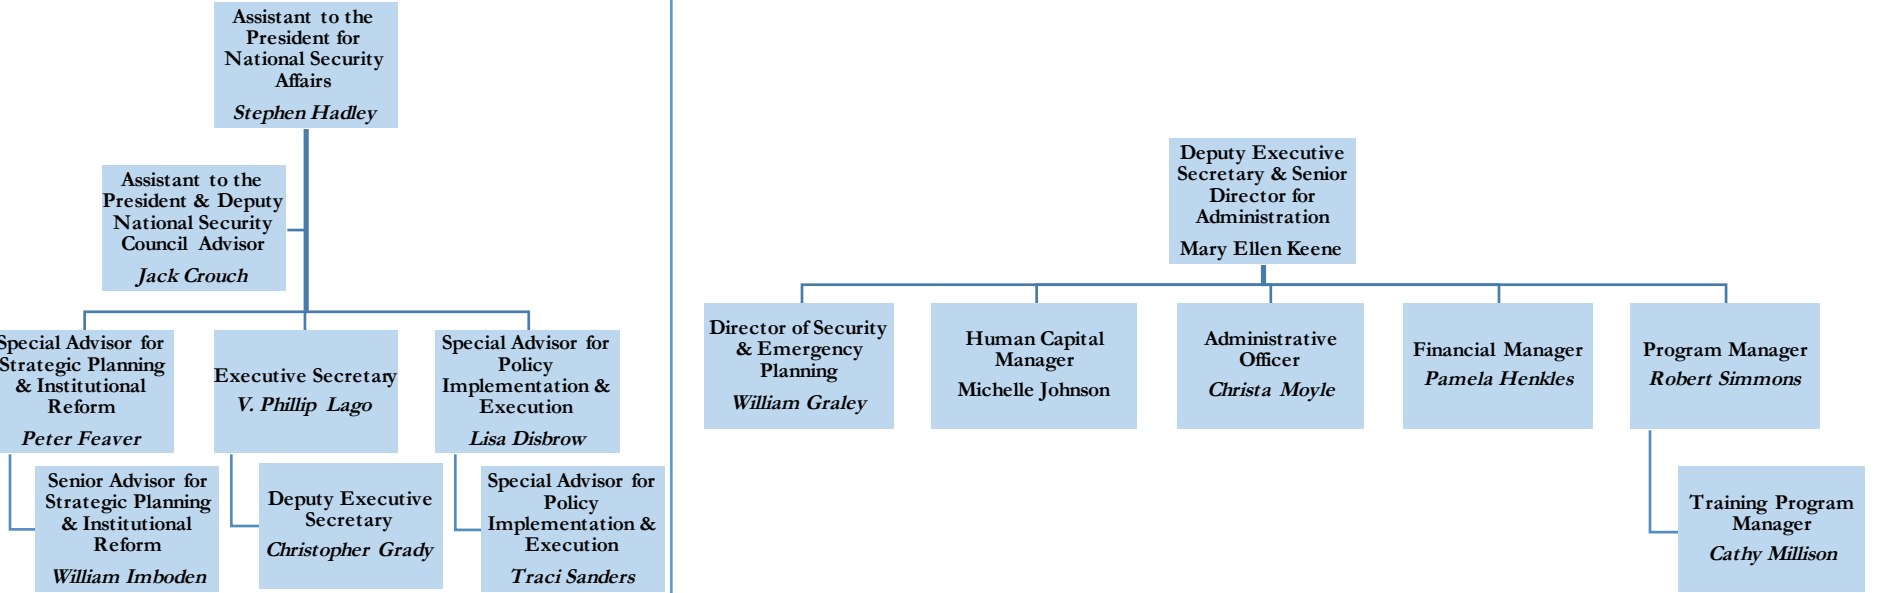 Assistant to the
President for
National Security
Affairs
Stephen Hadley
Assistant to the
President & Deputy
National Security
Council Advisor
Jack Crouch
Special Advisor for
Strategic Planning
& Institutional
Reform
Peter Feaver
Executive Secretary
V. Phillip Lago
Special Advisor for
Policy
Implementation &
Execution
Lisa Disbrow
Senior Advisor for
Strategic Planning
& Institutional
Reform
William Imboden
Deputy Executive
Secretary
Christopher Grady
Special Advisor for
Policy
Implementation &
Execution
Traci Sanders
Deputy Executive
Secretary & Senior
Director for
Administration
Mary Ellen Keene
Director of Security
& Emergency
Planning
William Graley
Human Capital
Manager
Michelle Johnson
Administrative
Officer
Christa Moyle
Financial Manager
Pamela Henkles
Program Manager
Robert Simmons
Training Program
Manager
Cathy Millison